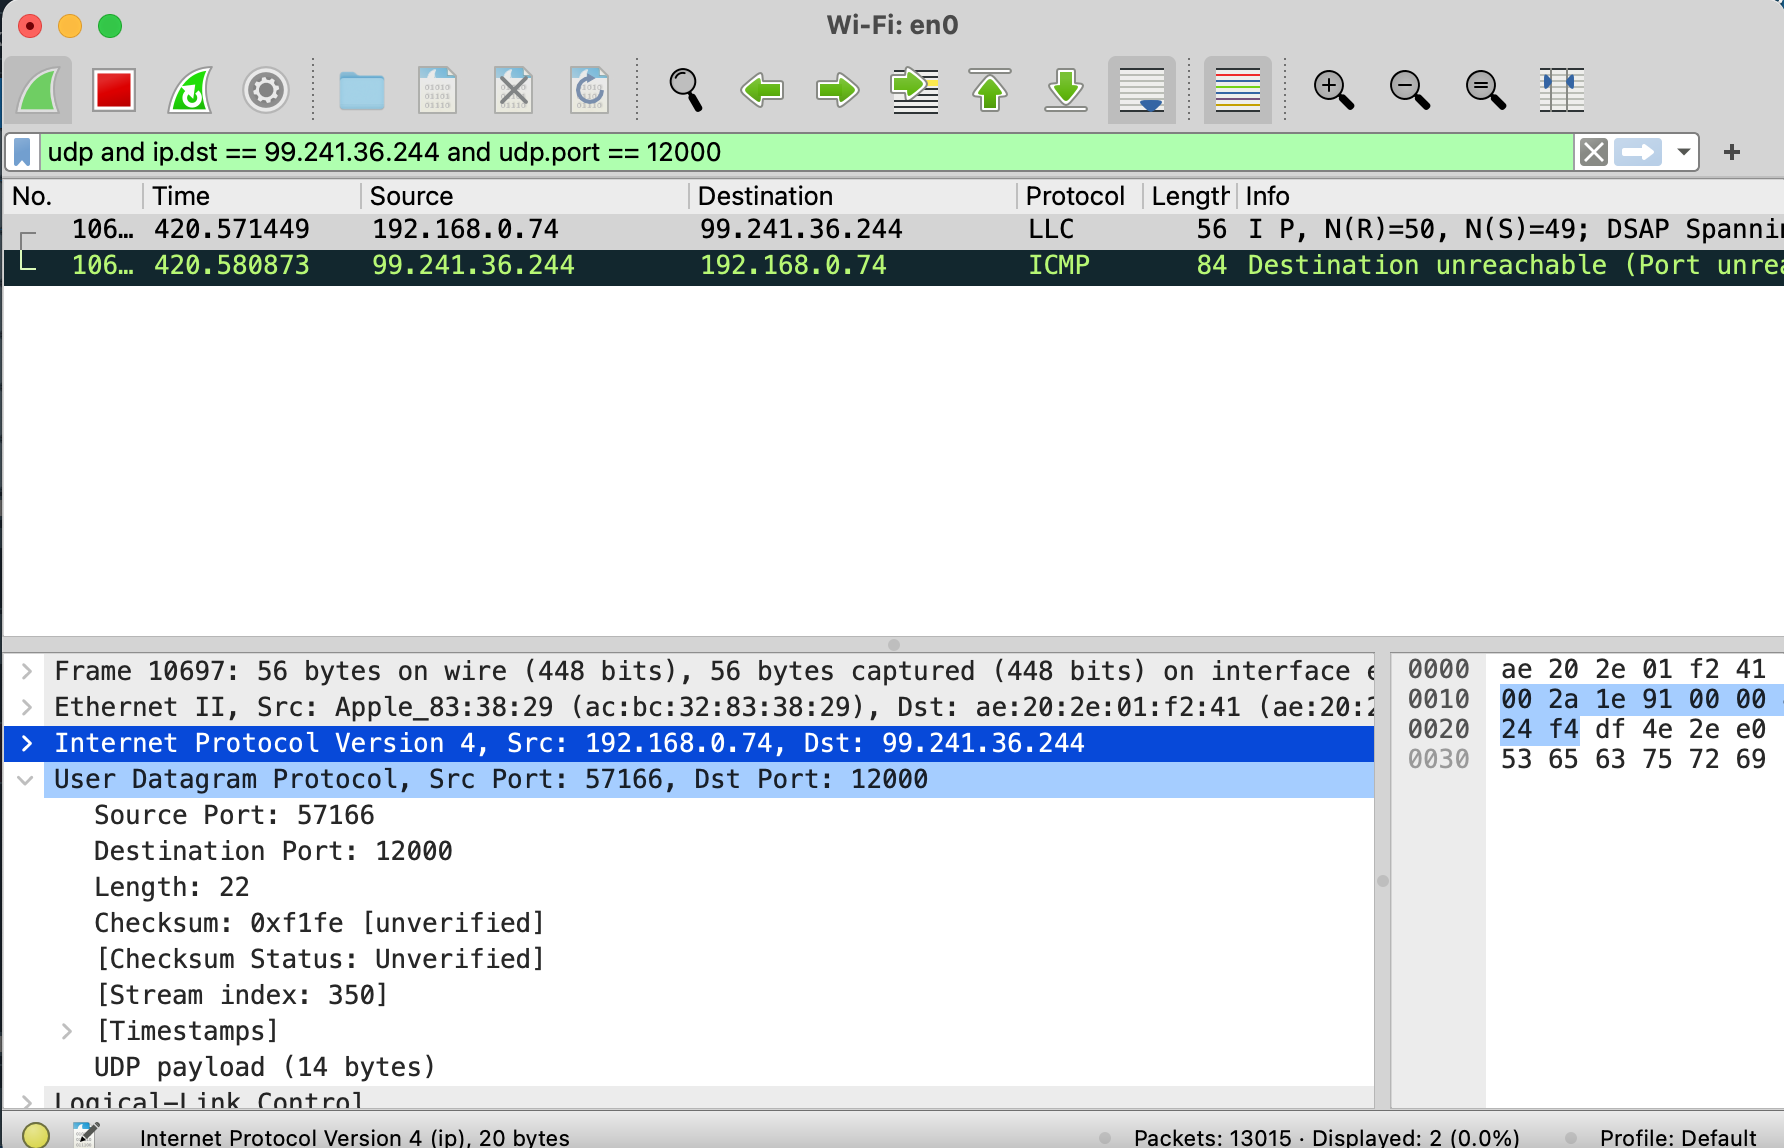 Wi-Fi: en0
udp and ip.dst == 99.241.36.244 and udp.port == 12000
No. Time Source Destination Protocol Length Info
106… 420.571449 192.168.0.74 99.241.36.244 LLC 56 I P, N(R)=50, N(S)=49; DSAP
106… 420.580873 99.241.36.244 192.168.0.74 ICMP 84 Destination unreachable (Port
Frame 10697: 56 bytes on wire (448 bits), 56 bytes captured (448 bits) on interface
Ethernet II, Src: Apple_83:38:29 (ac:bc:32:83:38:29), Dst: ae:20:2e:01:f2:41 (ae:20:2
Internet Protocol Version 4, Src: 192.168.0.74, Dst: 99.241.36.244
User Datagram Protocol, Src Port: 57166, Dst Port: 12000
Source Port: 57166
Destination Port: 12000
Length: 22
Checksum: 0xf1fe [unverified]
[Checksum Status: Unverified]
[Stream index: 350]
[Timestamps]
UDP payload (14 bytes)
Logical-Link Control
0000 ae 20 2e 01 f2 41
0010 00 2a 1e 91 00 00
0020 24 f4 df 4e 2e e0
0030 53 65 63 75 72 69
Internet Protocol Version 4 (ip), 20 bytes
Packets: 13015 · Displayed: 2 (0.0%)
Profile: Default